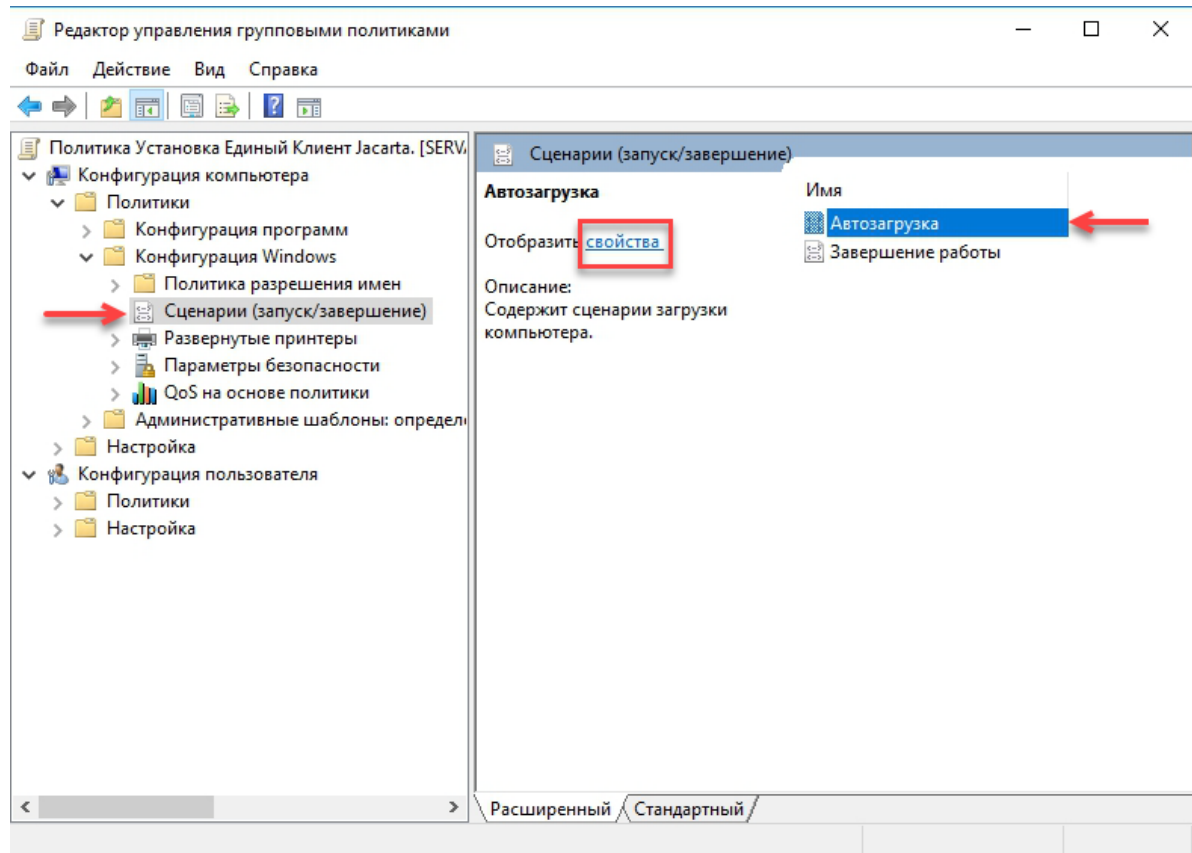 Редактор управления групповыми политиками
Файл Действие Вид Справка
Политика Установка Единый Клиент Jacarta. [SERV
Конфигурация компьютера
Политики
Конфигурация программ
Конфигурация Windows
Политика разрешения имен
Сценарии (запуск/завершение)
Развернутые принтеры
Параметры безопасности
QoS на основе политики
Административные шаблоны: определ
Настройка
Конфигурация пользователя
Политики
Настройка
Сценарии (запуск/завершение)
Автозагрузка
Отобразить свойства
Описание:
Содержит сценарии загрузки
компьютера.
Имя
Автозагрузка
Завершение работы
Расширенный Стандартный